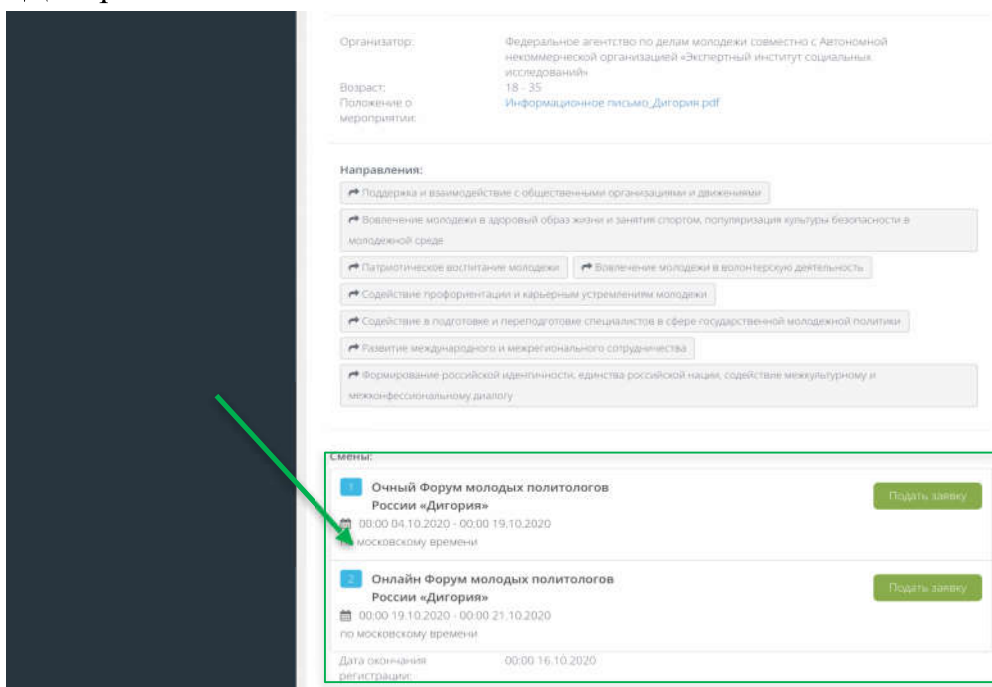 Организатор: Федеральное агентство по делам молодежи совместно с Автономной
некоммерческой организацией «Экспертный институт социальных
исследований»
Возраст: 18 - 35
Положение о Информационное письмо_Дигория.pdf
мероприятии:
Направления:
Поддержка и взаимодействие с общественными организациями и движениями
Вовлечение молодежи в здоровый образ жизни и занятия спортом, популяризация культуры безопасности в
молодежной среде
Патриотическое воспитание молодежи Вовлечение молодежи в волонтерскую деятельность
Содействие профориентации и карьерным устремлениям молодежи
Содействие в подготовке и переподготовке специалистов в сфере государственной молодежной политики
Развитие международного и межрегионального сотрудничества
Формирование российской идентичности, единства российской нации, содействие межкультурному и
межконфессиональному диалогу
Смены:
1 Очный Форум молодых политологов
России «Дигория»
Подать заявку
00:00 04.10.2020 - 00:00 19.10.2020
по московскому времени
2 Онлайн Форум молодых политологов
России «Дигория»
Подать заявку
00:00 19.10.2020 - 00:00 21.10.2020
по московскому времени
Дата окончания 00:00 16.10.2020
регистрации: